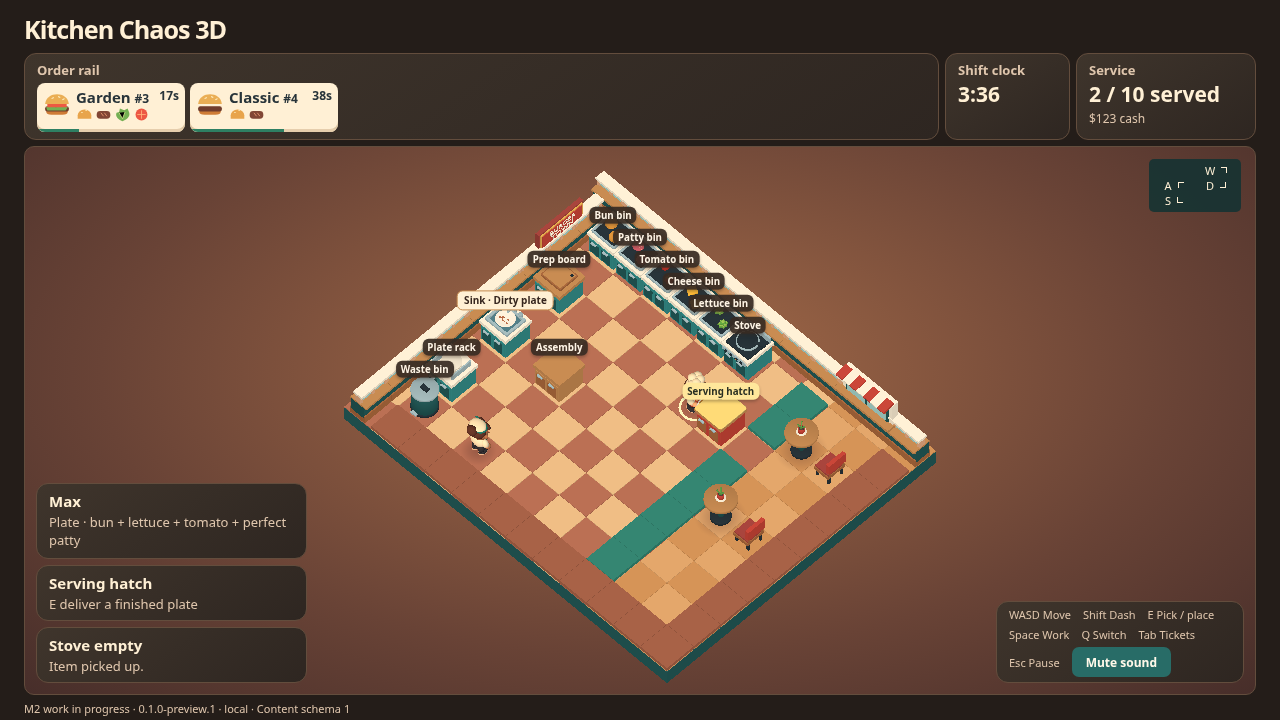 Kitchen Chaos 3D
Order rail
Garden #3 17s
Classic #4 38s
Shift clock
3:36
Service
2 / 10 served
$123 cash
W
A D
S
Bun bin
Patty bin
Prep board
Tomato bin
Cheese bin
Sink · Dirty plate
Lettuce bin
Stove
Plate rack
Assembly
Waste bin
Serving hatch
Max
Plate · bun + lettuce + tomato + perfect
patty
Serving hatch
E deliver a finished plate
Stove empty
Item picked up.
WASD Move Shift Dash E Pick / place
Space Work Q Switch Tab Tickets
Esc Pause Mute sound
M2 work in progress · 0.1.0-preview.1 · local · Content schema 1